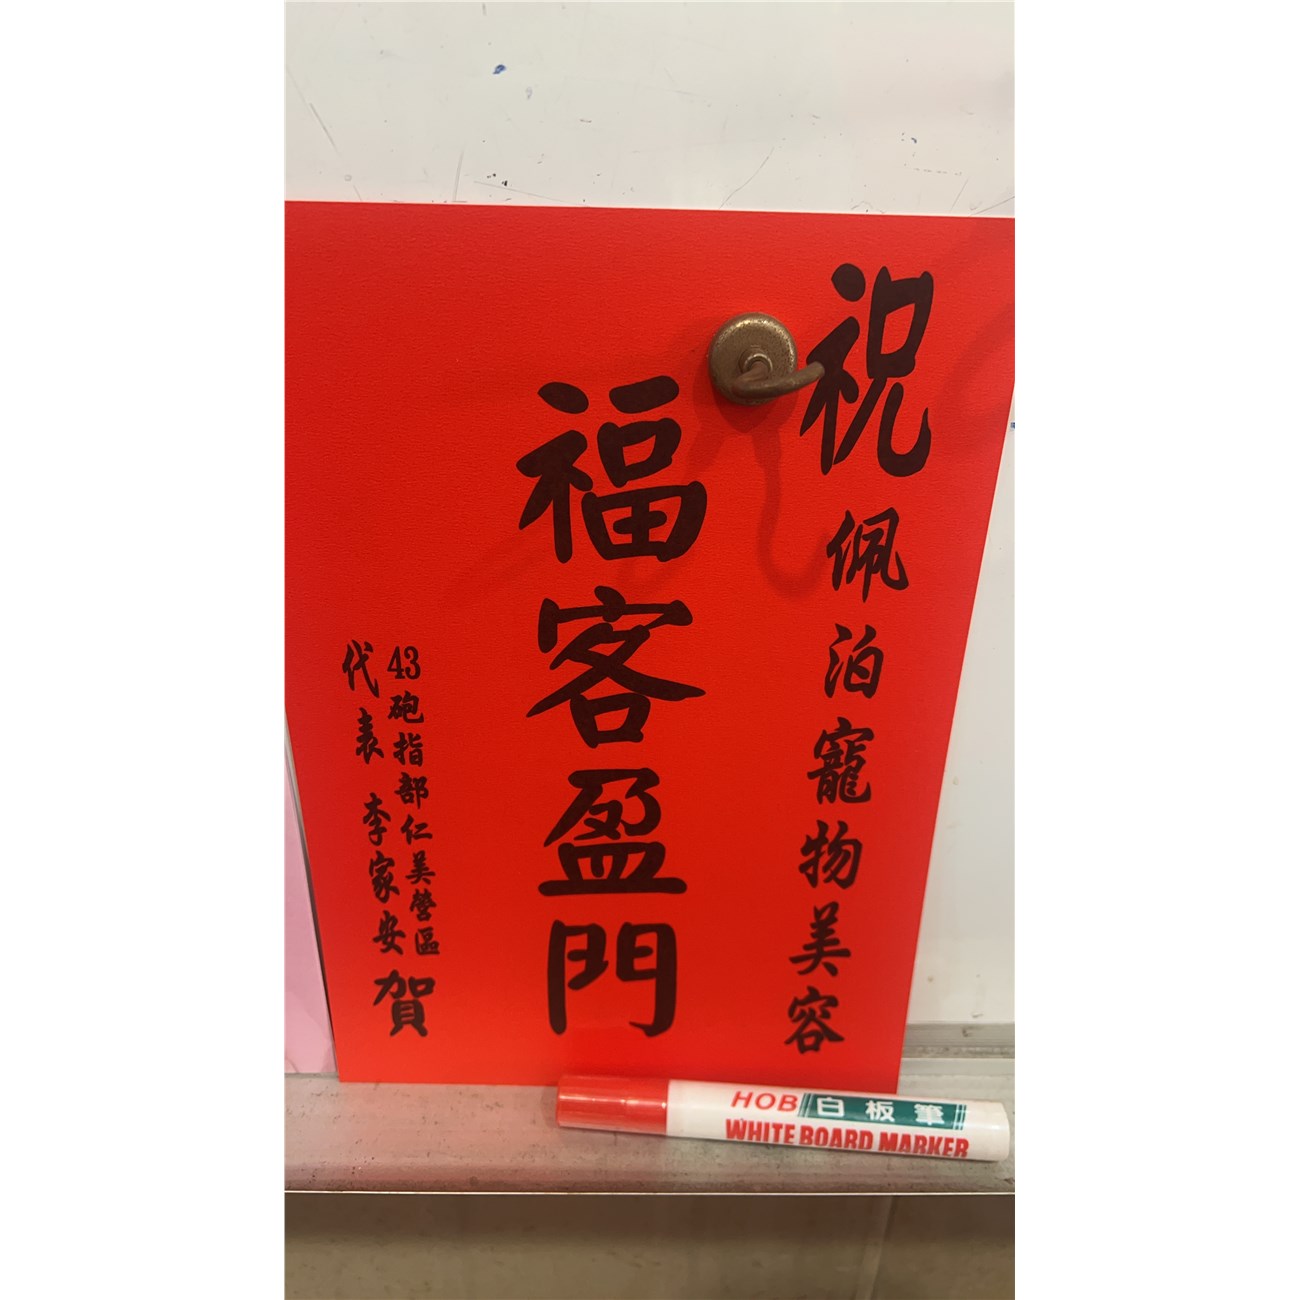 祝佩泊寵物美容
福客盈門
43砲指部仁美營區
代表 李家安
賀
HOB 白板筆
WHITE BOARD MARKER